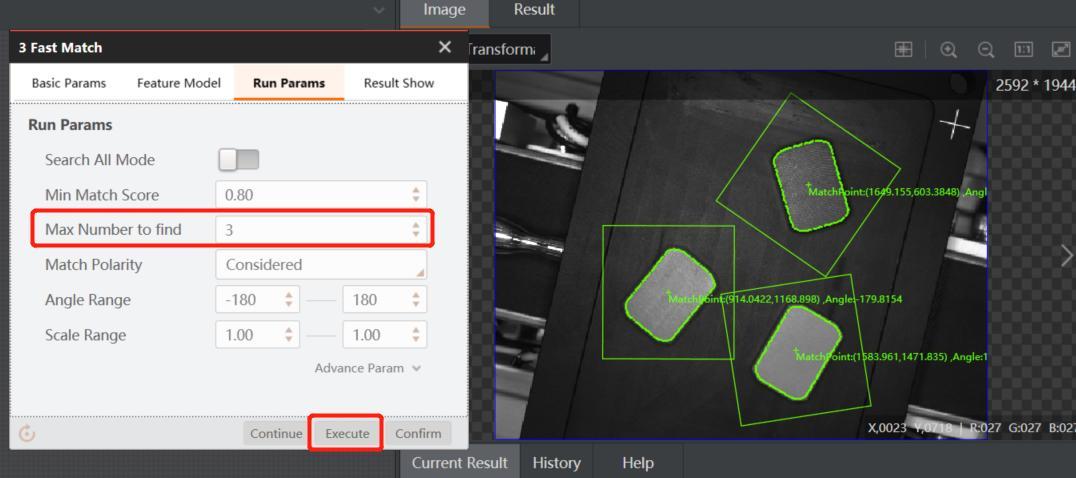 Image Result
3 Fast Match
Transforma
Basic Params Feature Model Run Params Result Show
2592 * 1944
Run Params
Search All Mode
Min Match Score 0.80
Max Number to find 3
Match Polarity Considered
Angle Range -180 180
Scale Range 1.00 1.00
Advance Param
Continue Execute Confirm
1:1
MatchPoint:(1649.155,603.3848) ,Angl
MatchPoint:(914.0422,1168.898) ,Angle:-179.8154
MatchPoint:(1583.961,1471.835) ,Angle:1
X,0023 Y,0718 | R:027 G:027 B:027
Current Result History Help